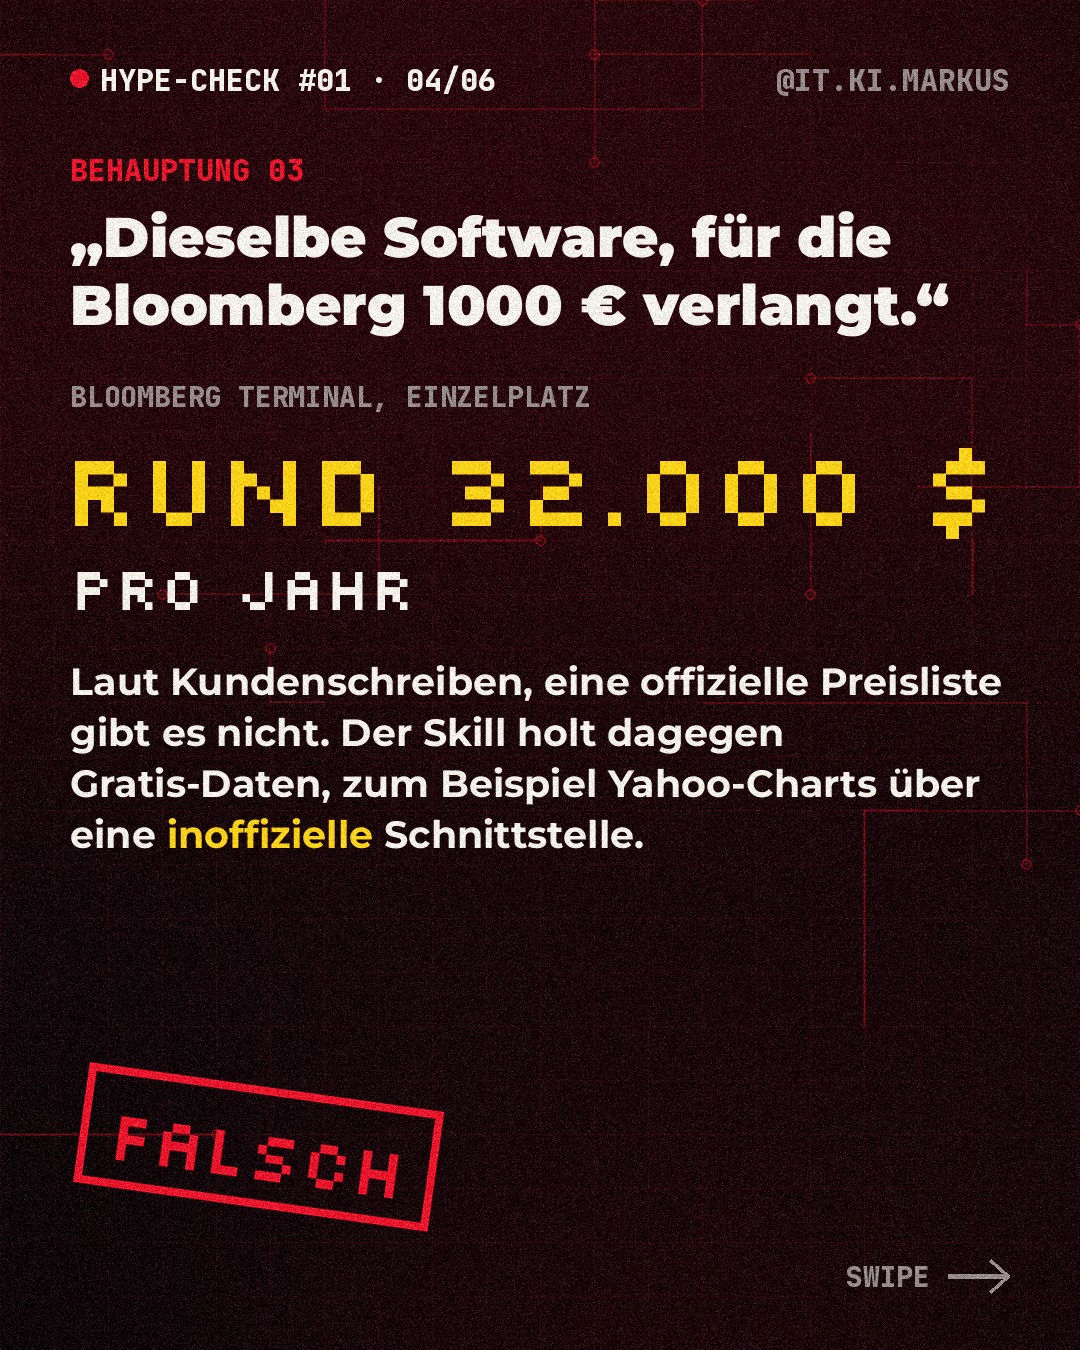 HYPE-CHECK #01 · 04/06
@IT.KI.MARKUS
BEHAUPTUNG 03
„Dieselbe Software, für die
Bloomberg 1000 € verlangt.“
BLOOMBERG TERMINAL, EINZELPLATZ
RUND 32.000 $
PRO JAHR
Laut Kundenschreiben, eine offizielle Preisliste
gibt es nicht. Der Skill holt dagegen
Gratis-Daten, zum Beispiel Yahoo-Charts über
eine inoffizielle Schnittstelle.
FALSCH
SWIPE